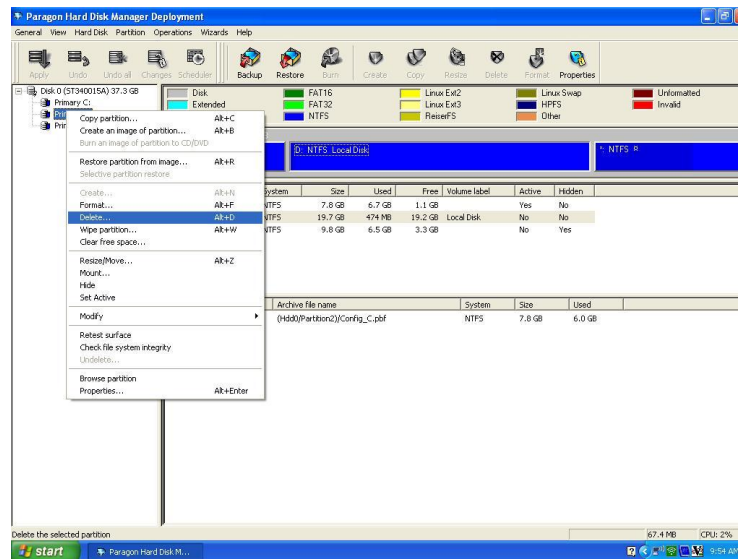 Paragon Hard Disk Manager Deployment
General View Hard Disk Partition Operations Wizards Help
Apply Undo Undo all Changes Scheduler Backup Restore Burn Create Copy Resize Delete Format Properties
Disk 0 (ST340015A) 37.3 GB
Primary C:
Disk FAT16 Linux Ext2 Linux Swap Unformatted
Extended FAT32 Linux Ext3 HPFS Invalid
NTFS ReiserFS Other
Copy partition... Alt+C
Create an image of partition... Alt+B
Burn an image of partition to CD/DVD
Restore partition from image... Alt+R
Selective partition restore
Create... Alt+N
Format... Alt+F
Delete... Alt+D
Wipe partition... Alt+W
Clear free space...
Resize/Move... Alt+Z
Mount...
Hide
Set Active
Modify
Retest surface
Check file system integrity
Undelete...
Browse partition
Properties... Alt+Enter
D: NTFS Local Disk
*: NTFS
System Size Used Free Volume label Active Hidden
NTFS 7.8 GB 6.7 GB 1.1 GB Yes No
NTFS 19.7 GB 474 MB 19.2 GB Local Disk No No
NTFS 9.8 GB 6.5 GB 3.3 GB No Yes
Archive file name System Size Used
(Hdd0/Partition2)/Config_C.pbf NTFS 7.8 GB 6.0 GB
Delete the selected partition 67.4 MB CPU: 2%
start Paragon Hard Disk M... 9:54 AM